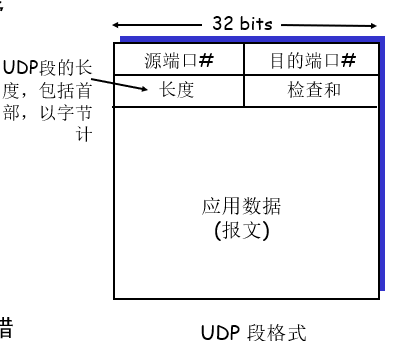 32 bits
源端口#
目的端口#
UDP段的长
度，包括首
部，以字节
计
长度
检查和
应用数据
(报文)
错
UDP 段格式